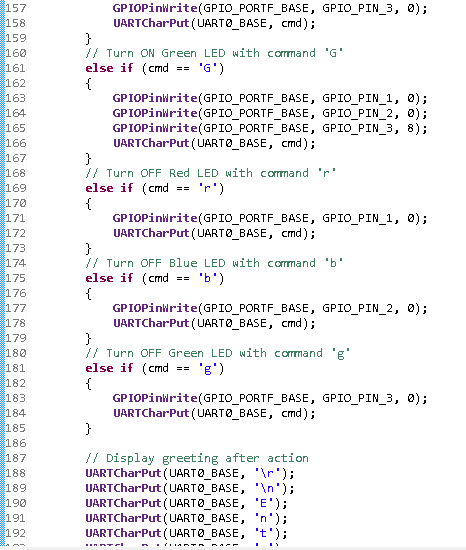 157 GPIOPinWrite(GPIO_PORTF_BASE, GPIO_PIN_3, 0);
158 UARTCharPut(UART0_BASE, cmd);
159 }
160 // Turn ON Green LED with command 'G'
161 else if (cmd == 'G')
162 {
163 GPIOPinWrite(GPIO_PORTF_BASE, GPIO_PIN_1, 0);
164 GPIOPinWrite(GPIO_PORTF_BASE, GPIO_PIN_2, 0);
165 GPIOPinWrite(GPIO_PORTF_BASE, GPIO_PIN_3, 8);
166 UARTCharPut(UART0_BASE, cmd);
167 }
168 // Turn OFF Red LED with command 'r'
169 else if (cmd == 'r')
170 {
171 GPIOPinWrite(GPIO_PORTF_BASE, GPIO_PIN_1, 0);
172 UARTCharPut(UART0_BASE, cmd);
173 }
174 // Turn OFF Blue LED with command 'b'
175 else if (cmd == 'b')
176 {
177 GPIOPinWrite(GPIO_PORTF_BASE, GPIO_PIN_2, 0);
178 UARTCharPut(UART0_BASE, cmd);
179 }
180 // Turn OFF Green LED with command 'g'
181 else if (cmd == 'g')
182 {
183 GPIOPinWrite(GPIO_PORTF_BASE, GPIO_PIN_3, 0);
184 UARTCharPut(UART0_BASE, cmd);
185 }
186
187 // Display greeting after action
188 UARTCharPut(UART0_BASE, '\r');
189 UARTCharPut(UART0_BASE, '\n');
190 UARTCharPut(UART0_BASE, 'E');
191 UARTCharPut(UART0_BASE, 'n');
192 UARTCharPut(UART0_BASE, 't');